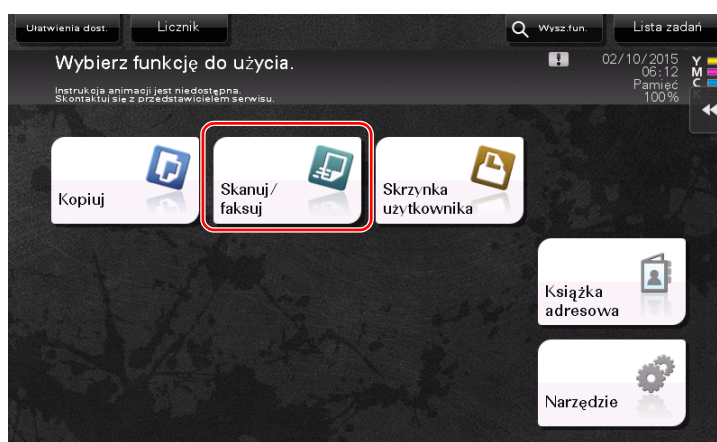 Ułatwienia dost.
Licznik
Wysz.fun.
Lista zadań
Wybierz funkcję do użycia.
Instrukcja animacji jest niedostępna.
Skontaktuj się z przedstawicielem serwisu.
02/10/2015
06:12
Pamięć
100%
Y
M
C
K
Kopiuj
Skanuj/
faksuj
Skrzynka
użytkownika
Książka
adresowa
Narzędzie